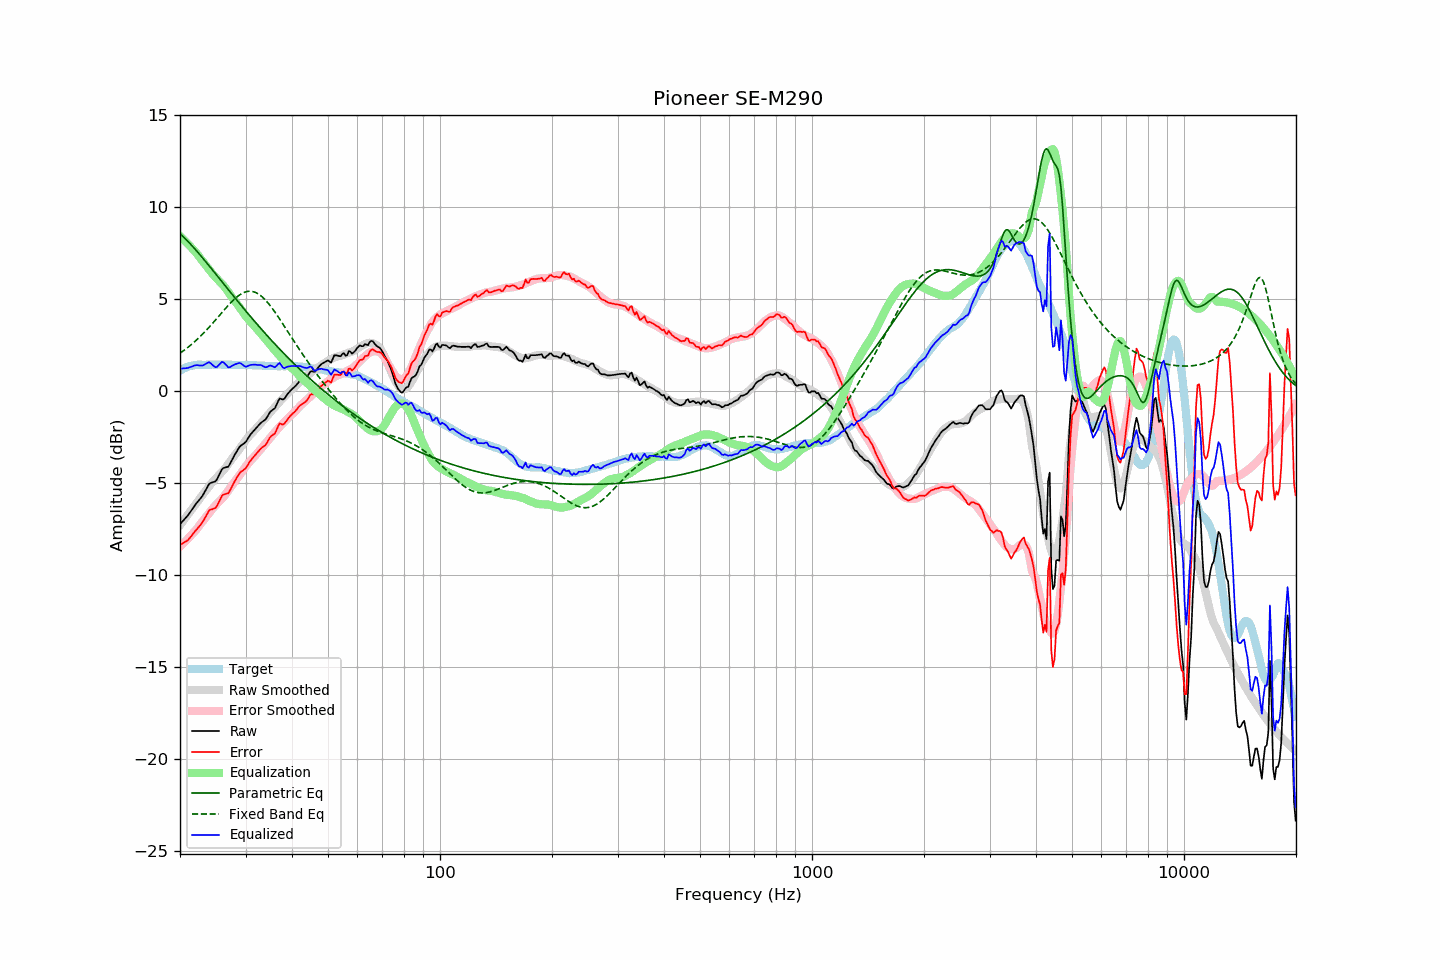 Pioneer SE-M290
15
10
5
0
−5
−10
−15
−20
−25
Amplitude (dBr)
Target
Raw Smoothed
Error Smoothed
Raw
Error
Equalization
Parametric Eq
Fixed Band Eq
Equalized
100
1000
10000
Frequency (Hz)